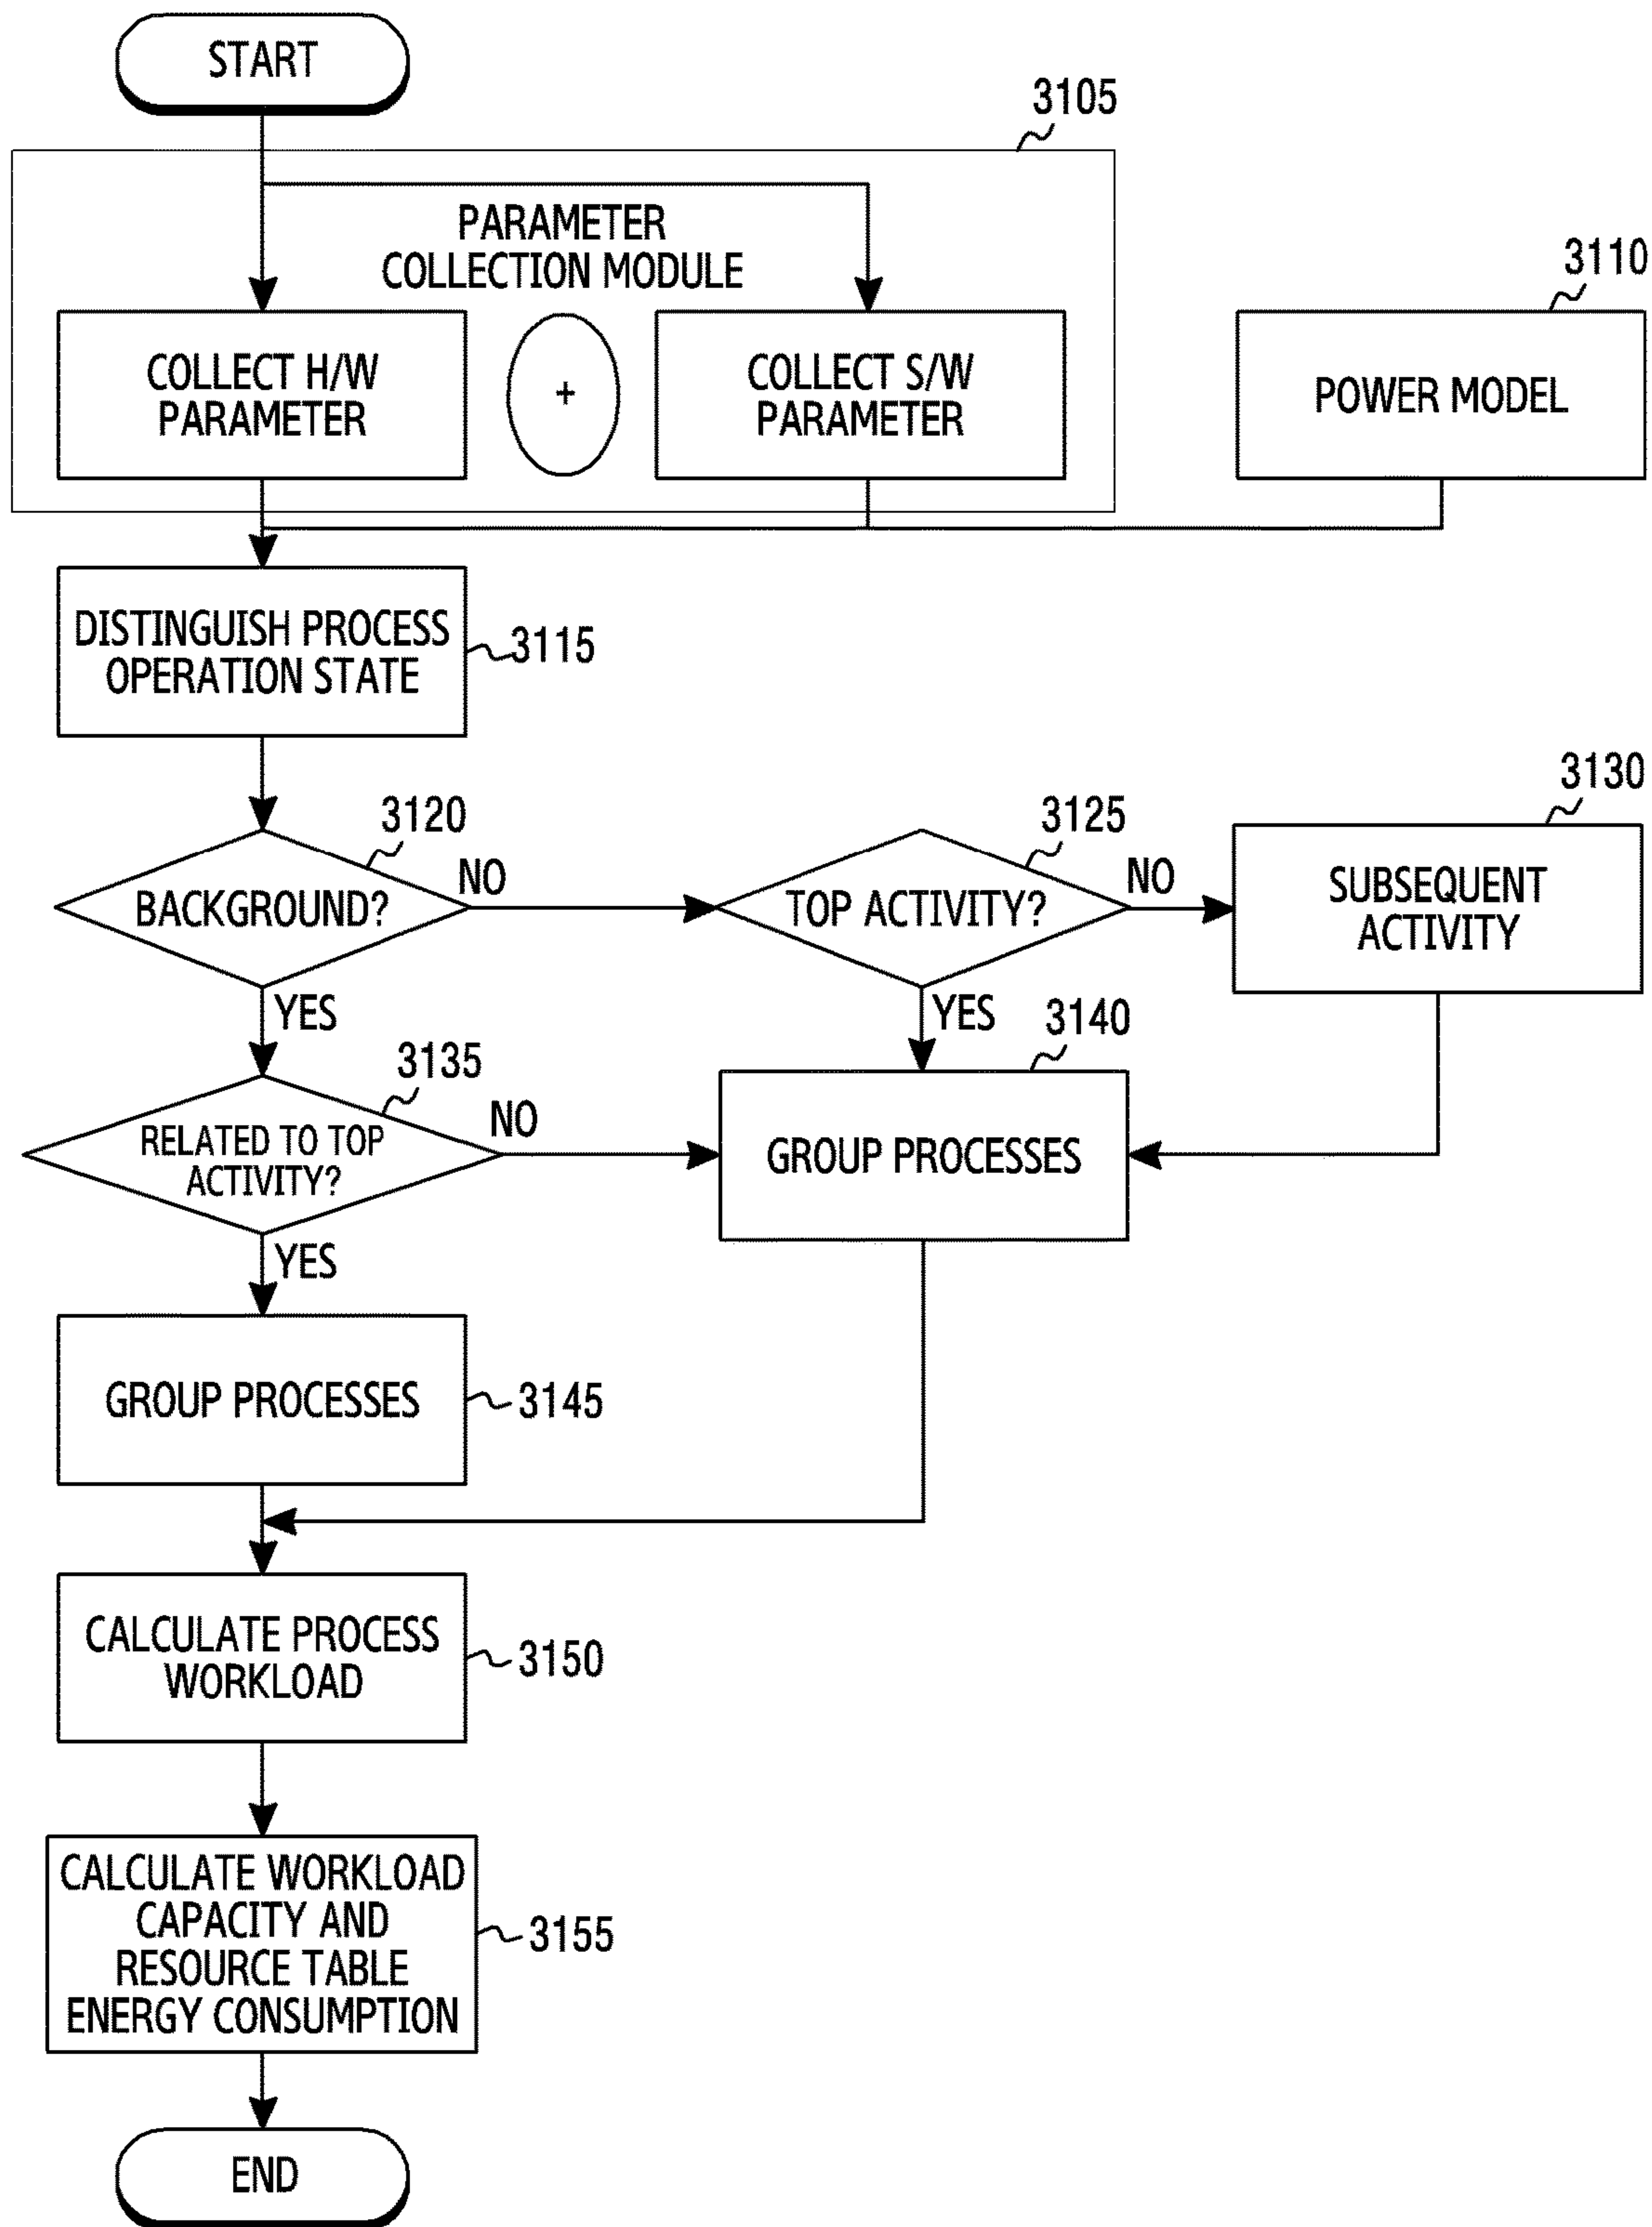 START
3105
PARAMETER
COLLECTION MODULE
3110
COLLECT H/W
PARAMETER
+
COLLECT S/W
PARAMETER
POWER MODEL
DISTINGUISH PROCESS
OPERATION STATE
3115
3120
BACKGROUND?
NO
3125
TOP ACTIVITY?
NO
3130
SUBSEQUENT
ACTIVITY
YES
YES
3135
RELATED TO TOP
ACTIVITY?
NO
3140
GROUP PROCESSES
YES
GROUP PROCESSES
3145
CALCULATE PROCESS
WORKLOAD
3150
CALCULATE WORKLOAD
CAPACITY AND
RESOURCE TABLE
ENERGY CONSUMPTION
3155
END